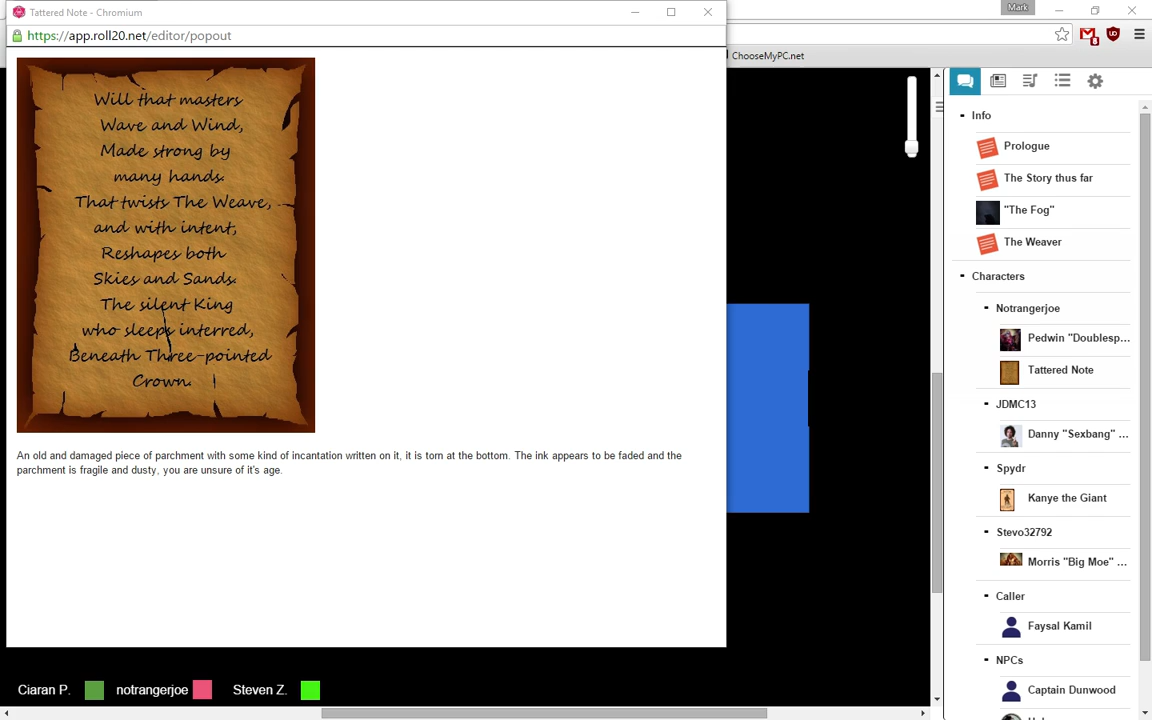 Tattered Note - Chromium
Mark
https://app.roll20.net/editor/popout
ChooseMyPC.net
Will that masters
Wave and Wind,
Made strong by
many hands.
That twists The Weave,
and with intent;
Reshapes both
Skies and Sands.
The silent King
who sleeps interred,
Beneath Three-pointed
Crown.
An old and damaged piece of parchment with some kind of incantation written on it, it is torn at the bottom. The ink appears to be faded and the
parchment is fragile and dusty, you are unsure of it's age.
Info
Prologue
The Story thus far
"The Fog"
The Weaver
Characters
Notrangerjoe
Pedwin "Doublesp...
Tattered Note
JDMC13
Danny "Sexbang" ...
Spydr
Kanye the Giant
Stevo32792
Morris "Big Moe" ...
Caller
Faysal Kamil
NPCs
Captain Dunwood
Ciaran P. notrangerjoe Steven Z.